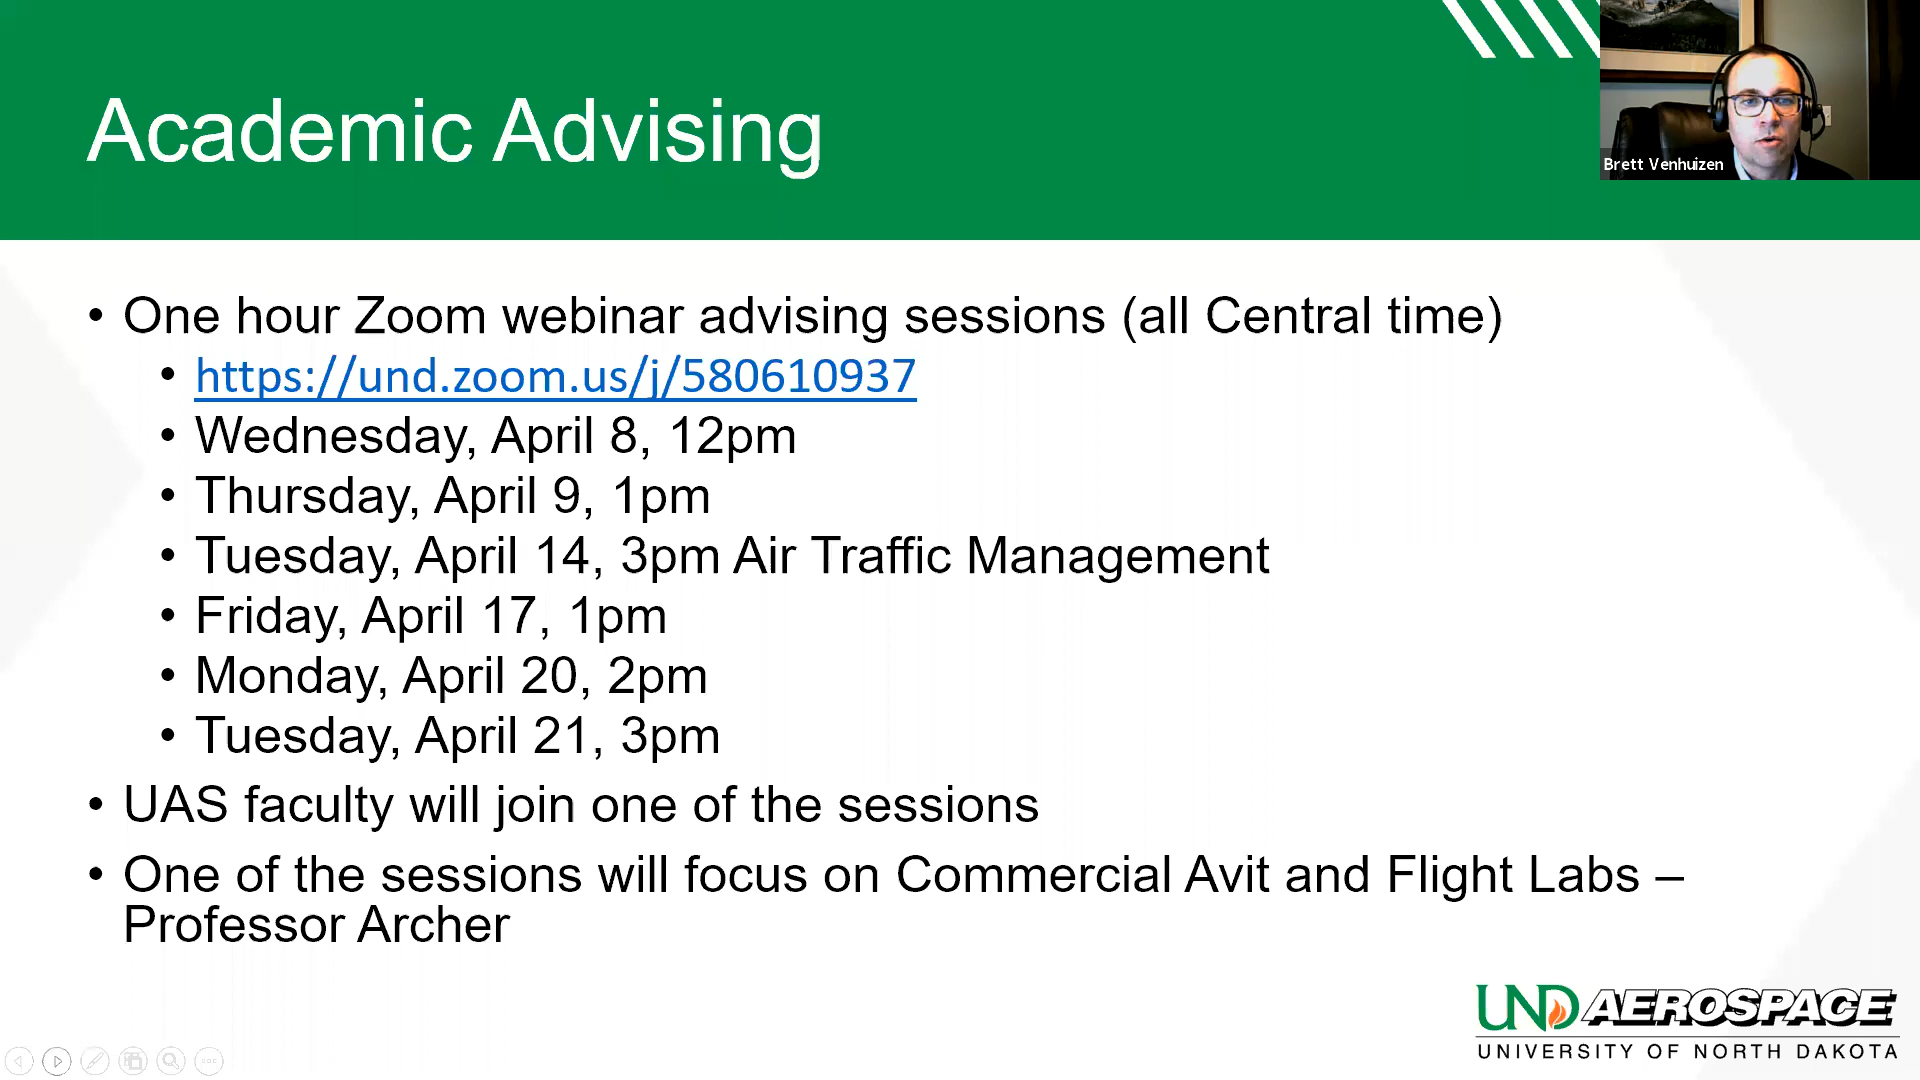 Academic Advising
Brett Venhuizen
• One hour Zoom webinar advising sessions (all Central time)
• https://und.zoom.us/j/580610937
• Wednesday, April 8, 12pm
• Thursday, April 9, 1pm
• Tuesday, April 14, 3pm Air Traffic Management
• Friday, April 17, 1pm
• Monday, April 20, 2pm
• Tuesday, April 21, 3pm
• UAS faculty will join one of the sessions
• One of the sessions will focus on Commercial Avit and Flight Labs –
Professor Archer
UND AEROSPACE
UNIVERSITY OF NORTH DAKOTA